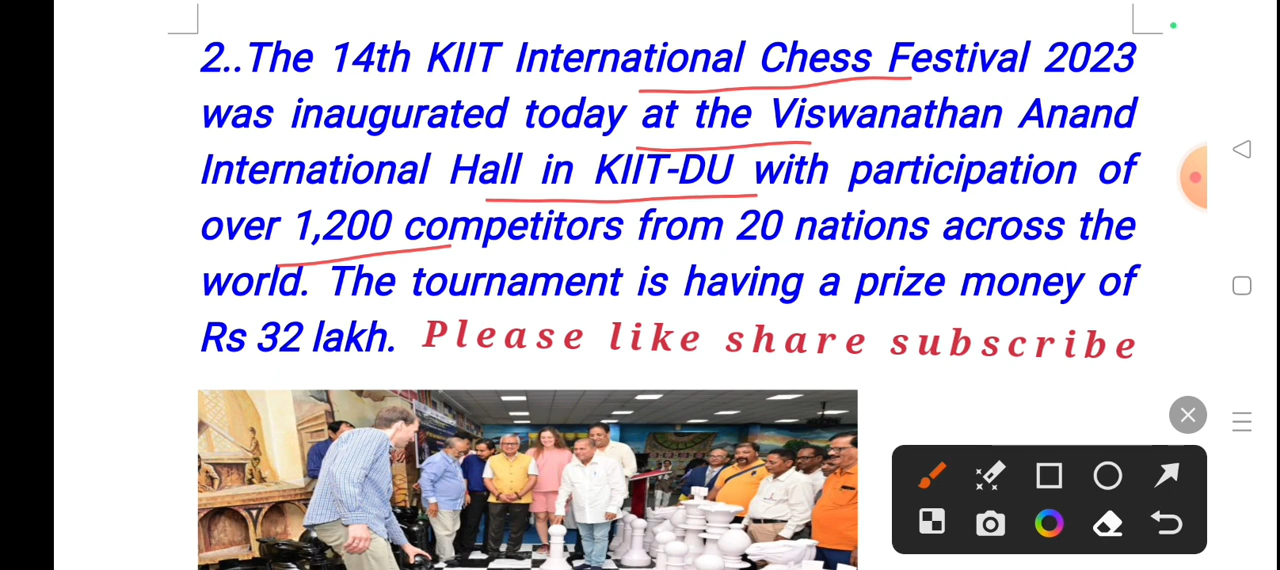 2..The 14th KIIT International Chess Festival 2023
was inaugurated today at the Viswanathan Anand
International Hall in KIIT-DU with participation of
over 1,200 competitors from 20 nations across the
world. The tournament is having a prize money of
Rs 32 lakh. Please like share subscribe